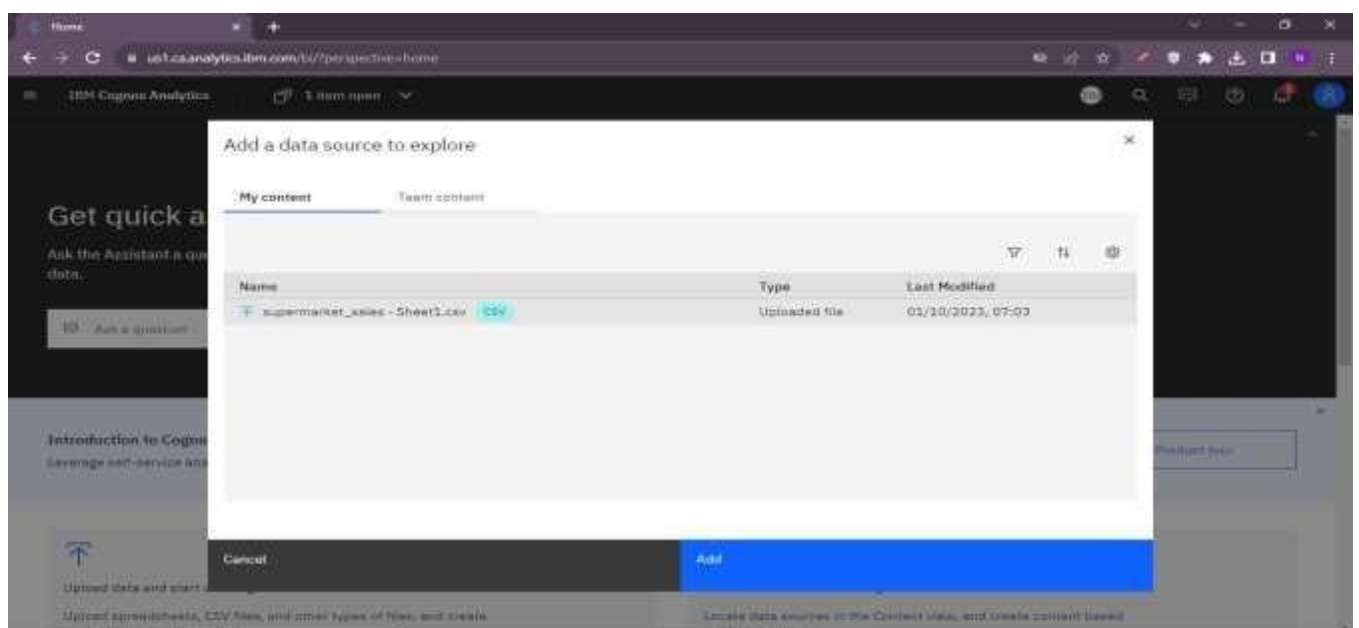 Home
us1.ca.analytics.ibm.com/bi/?perspective=home
IBM Cognos Analytics
1 item open
Add a data source to explore
My content
Team content
Get quick a
Ask the Assistant a que
data.
Ask a question
Name
Type
Last Modified
supermarket_sales - Sheet1.csv
CSV
Uploaded file
01/10/2023, 07:03
Introduction to Cogno
Leverage self-service ana
Product tour
Cancel
Add
Upload data and start
Upload spreadsheets, CSV files, and other types of files, and create
Locate data sources in the Content view, and create content based